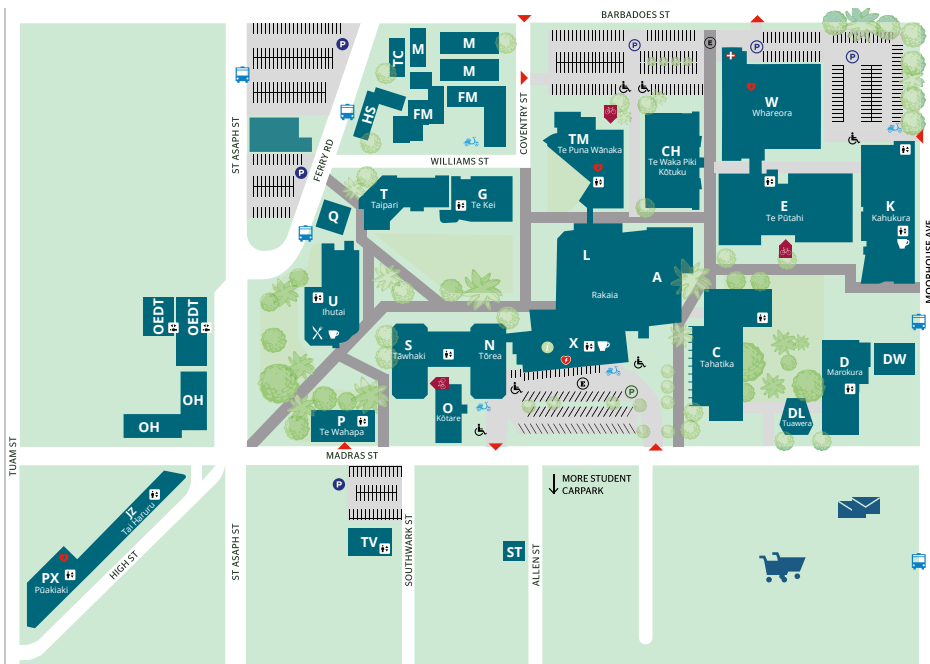 BARBADOES ST
P
TC
M
M
M
P
E
P
P
ST ASAPH ST
FERRY RD
HS
FM
FM
COVENTRY ST
W
Whareora
TM
Te Puna Wānaka
CH
Te Waka Piki
Kōtuku
WILLIAMS ST
P
T
Taipari
G
Te Kei
Q
E
Te Pūtahi
K
Kahukura
MOORHOUSE AVE
L
A
Rakaia
U
Ihutai
OEDT
OEDT
S
Tāwhaki
N
Tōrea
X
i
C
Tahatika
D
Marokura
DW
E
P
OH
OH
O
Kōtare
P
Te Wahapa
DL
Tuawera
TUAM ST
MADRAS ST
P
MORE STUDENT
CARPARK
JZ
Tai Haruru
HIGH ST
ST ASAPH ST
TV
SOUTHWARK ST
ST
ALLEN ST
PX
Pūakiaki